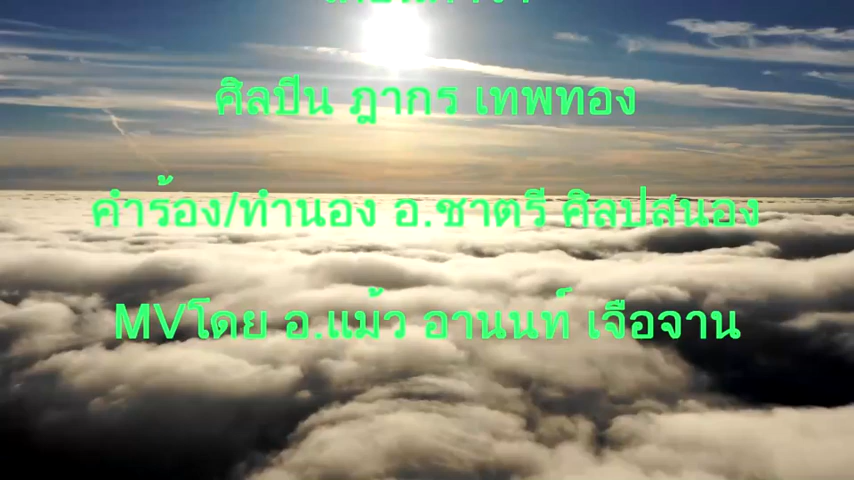 ศิลปีน ฎากร เทพทอง
คำร้อง/ทำนอง อ.ชาตรี ศิลปสนอง
MVโดย อ.แม้ว อานนท์ เจือจาน